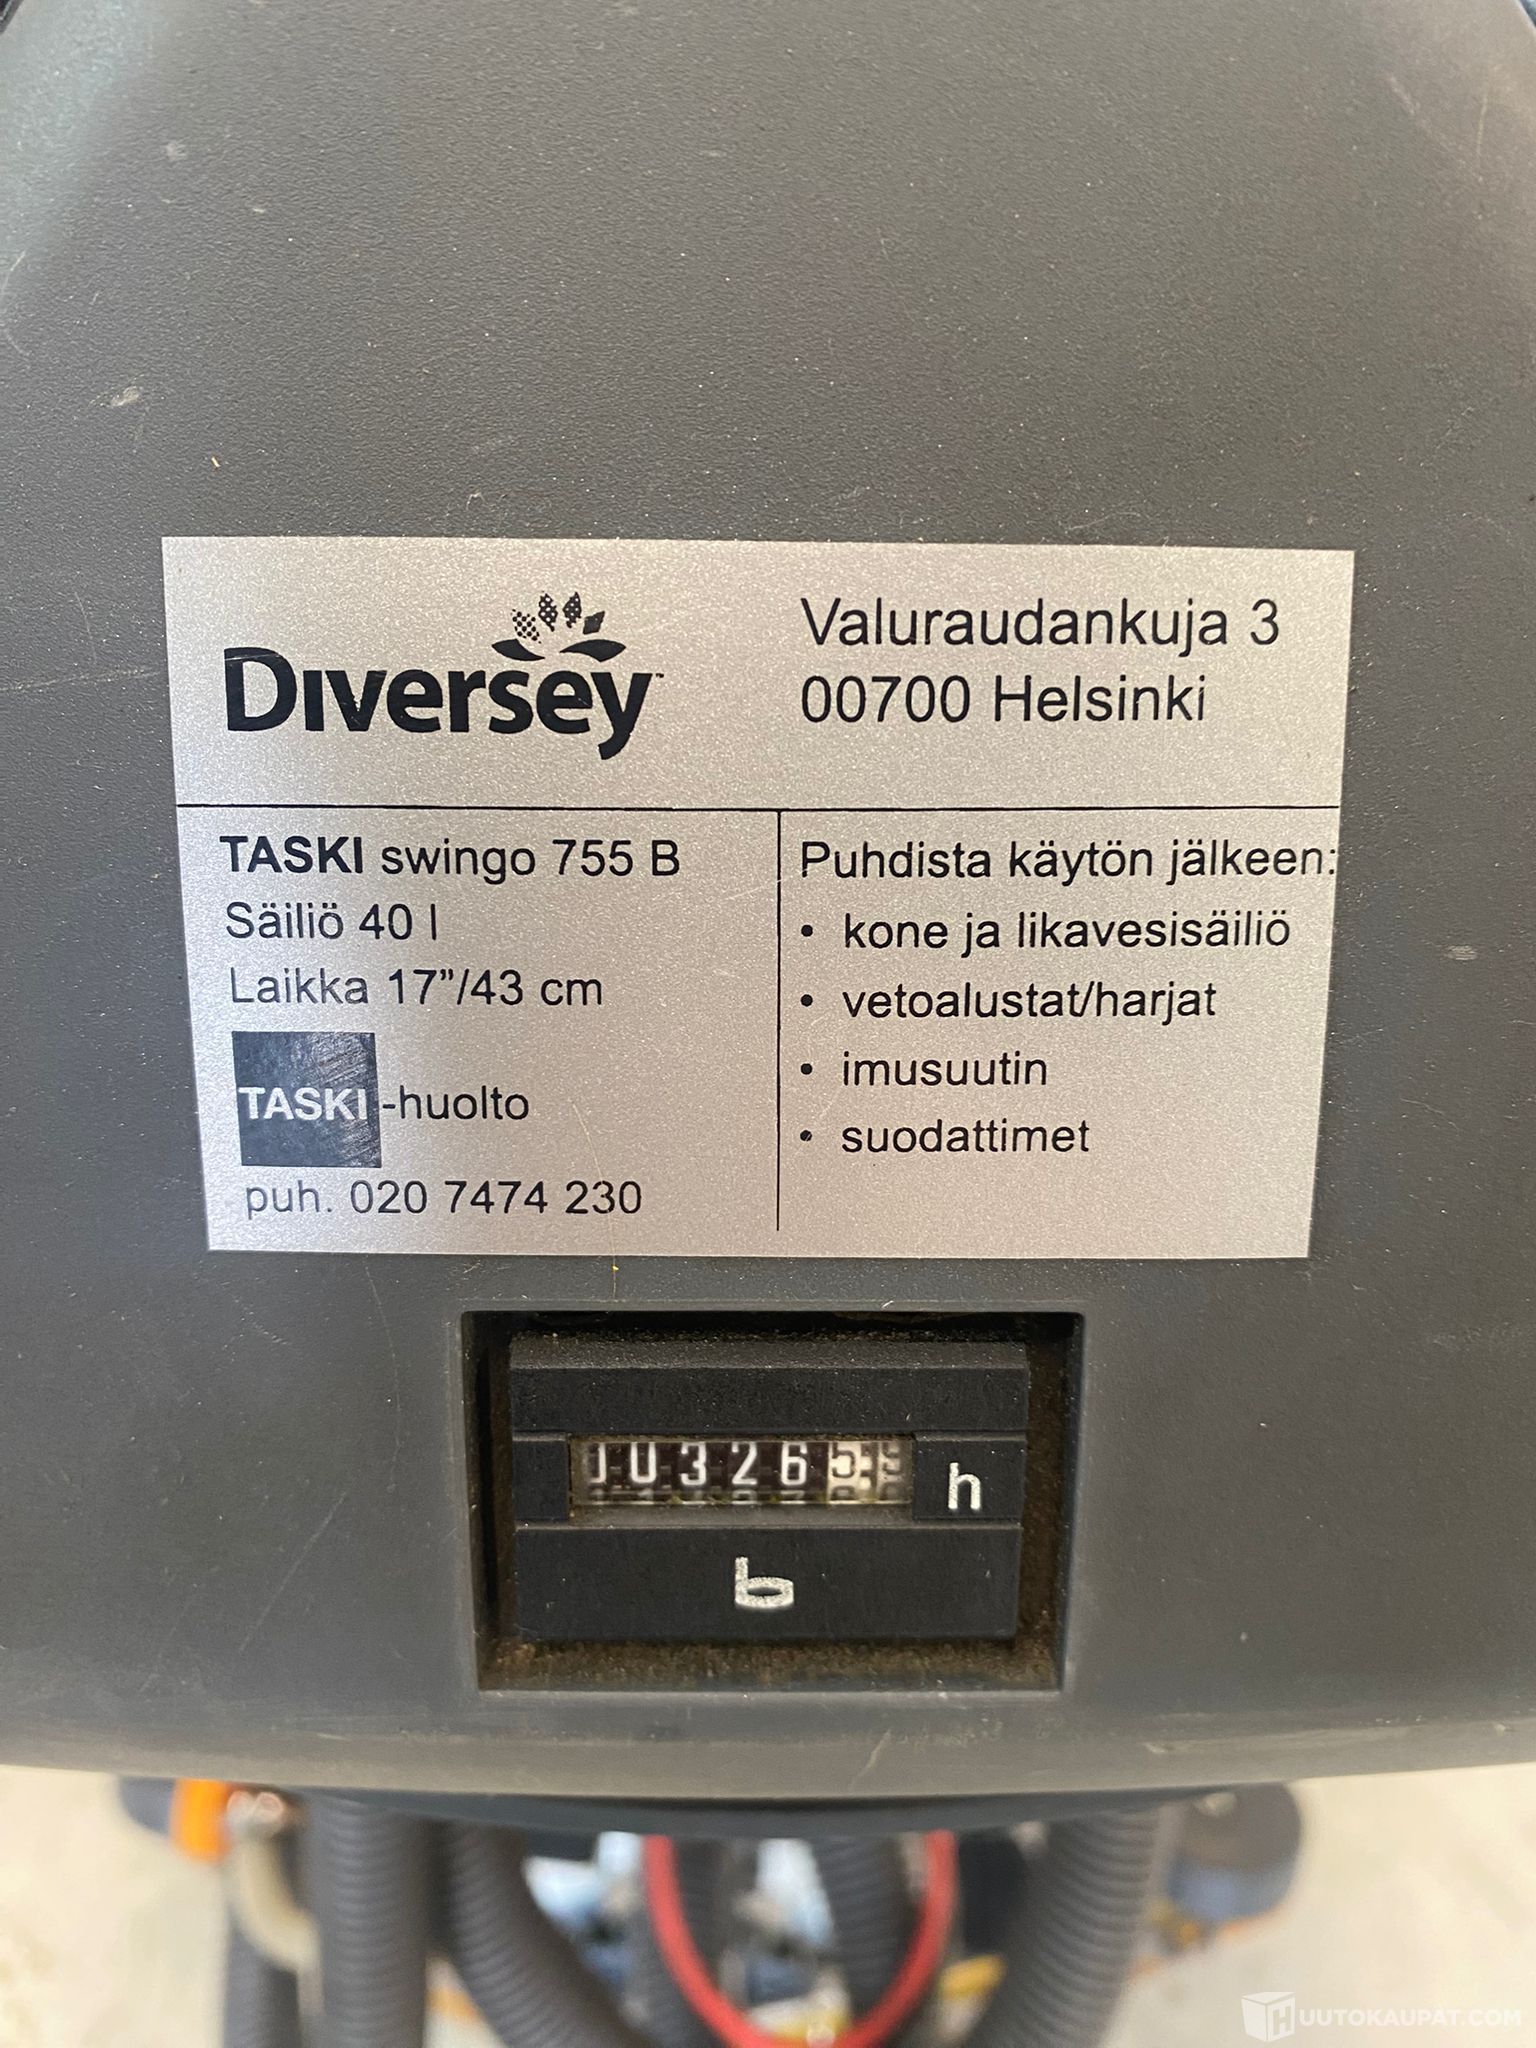 Diversey
Valuraudankuja 3
00700 Helsinki
TASKI swingo 755 B
Säiliö 40 l
Laikka 17”/43 cm
TASKI-huolto
puh. 020 7474 230
Puhdista käytön jälkeen:
• kone ja likavesisäiliö
• vetoalustat/harjat
• imusuutin
• suodattimet
h
HUUTOKAUPAT.COM